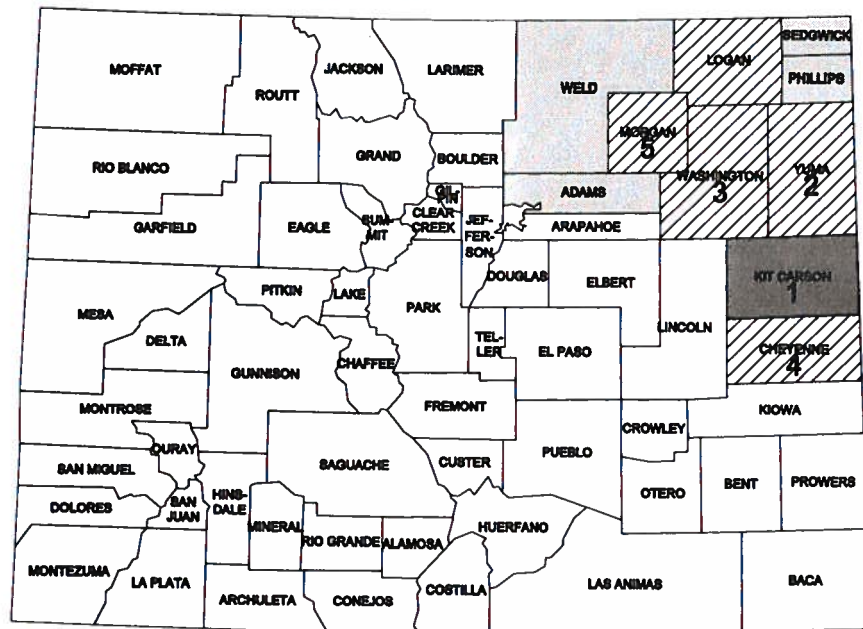 MOFFAT
ROUTT
JACKSON
LARIMER
WELD
LOGAN
SEDGWICK
PHILLIPS
RIO BLANCO
GRAND
BOULDER
MORGAN
5
WASHINGTON
3
YUMA
2
GARFIELD
EAGLE
SUM-
MIT
GIL-
PIN
CLEAR
CREEK
JEF-
FER-
SON
ADAMS
ARAPAHOE
MESA
PITKIN
LAKE
PARK
DOUGLAS
ELBERT
LINCOLN
KIT CARSON
1
DELTA
GUNNISON
CHAFFEE
TEL-
LER
EL PASO
CHEYENNE
4
MONTROSE
FREMONT
CROWLEY
KIOWA
OURAY
SAN MIGUEL
SAGUACHE
CUSTER
PUEBLO
DOLORES
SAN
JUAN
HINS-
DALE
MINERAL
RIO GRANDE
ALAMOSA
HUERFANO
OTERO
BENT
PROWERS
MONTEZUMA
LA PLATA
ARCHULETA
CONEJOS
COSTILLA
LAS ANIMAS
BACA